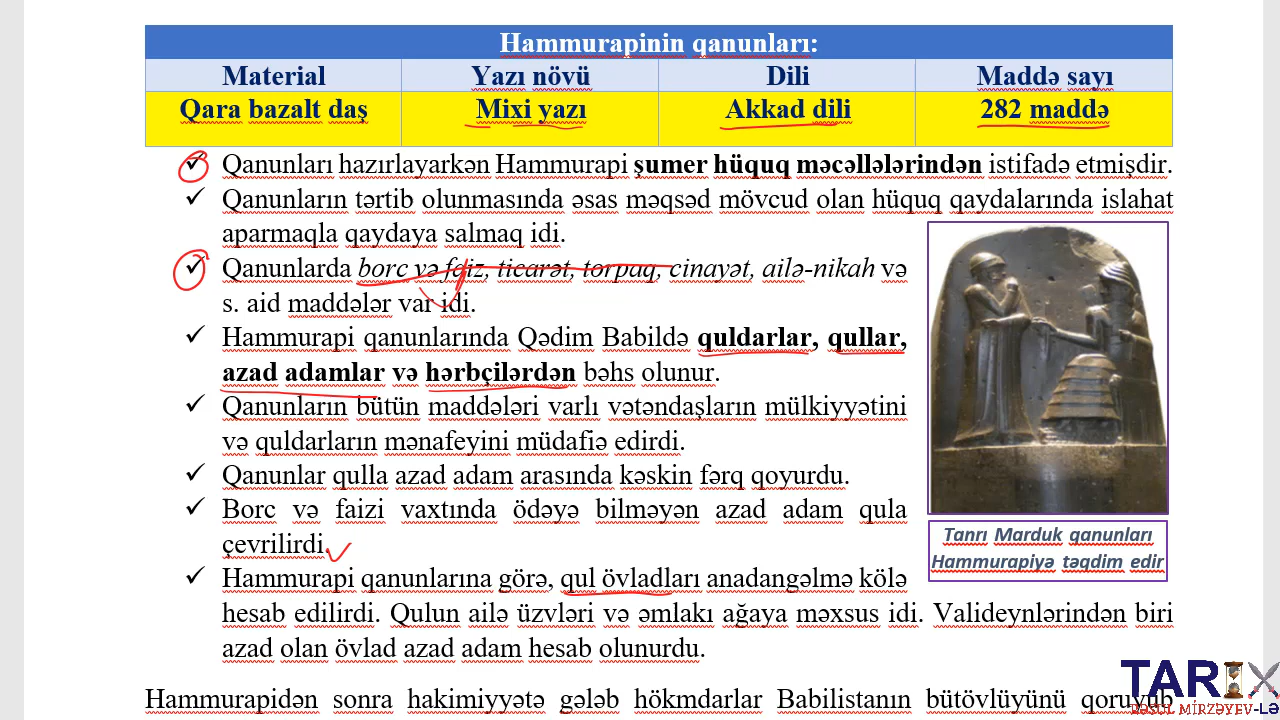 Hammurapinin qanunları:
Material Yazı növü Dili Maddə sayı
Qara bazalt daş Mixi yazı Akkad dili 282 maddə
Qanunları hazırlayarkən Hammurapi şumer hüquq məcəllələrindən istifadə etmişdir.
Qanunların tərtib olunmasında əsas məqsəd mövcud olan hüquq qaydalarında islahat
aparmaqla qaydaya salmaq idi.
Qanunlarda borc və faiz, ticarət, torpaq, cinayət, ailə-nikah və
s. aid maddələr var idi.
Hammurapi qanunlarında Qədim Babildə quldarlar, qullar,
azad adamlar və hərbçilərdən bəhs olunur.
Qanunların bütün maddələri varlı vətəndaşların mülkiyyətini
və quldarların mənafeyini müdafiə edirdi.
Qanunlar qulla azad adam arasında kəskin fərq qoyurdu.
Borc və faizi vaxtında ödəyə bilməyən azad adam qula
çevrilirdi.
Tanrı Marduk qanunları
Hammurapiyə təqdim edir
Hammurapi qanunlarına görə, qul övladları anadangəlmə kölə
hesab edilirdi. Qulun ailə üzvləri və əmlakı ağaya məxsus idi. Valideynlərindən biri
azad olan övlad azad adam hesab olunurdu.
Hammurapidən sonra hakimiyyətə gələb hökmdarlar Babilistanın bütövlüyünü qoruyub
TARIX
RƏSUL MİRZƏYEV-LƏ